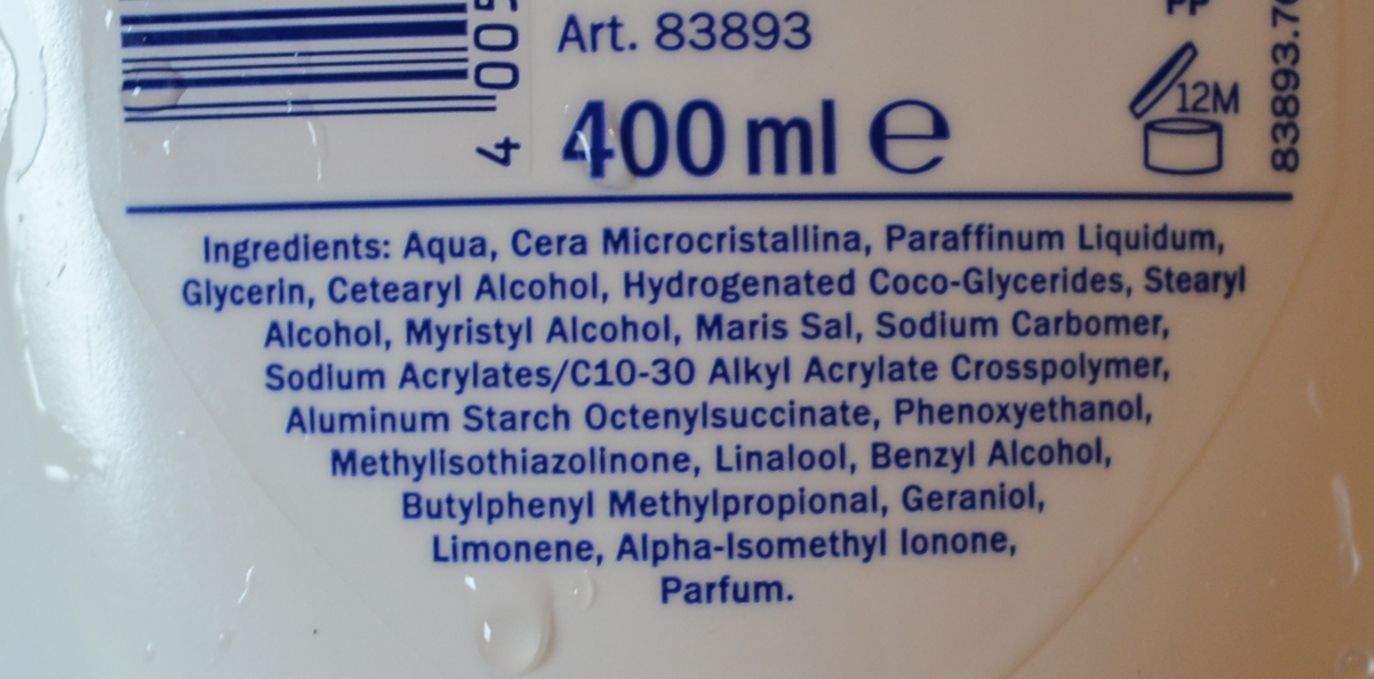 Art. 83893
400 ml e
12M
Ingredients: Aqua, Cera Microcristallina, Paraffinum Liquidum,
Glycerin, Cetearyl Alcohol, Hydrogenated Coco-Glycerides, Stearyl
Alcohol, Myristyl Alcohol, Maris Sal, Sodium Carbomer,
Sodium Acrylates/C10-30 Alkyl Acrylate Crosspolymer,
Aluminum Starch Octenylsuccinate, Phenoxyethanol,
Methylisothiazolinone, Linalool, Benzyl Alcohol,
Butylphenyl Methylpropional, Geraniol,
Limonene, Alpha-Isomethyl Ionone,
Parfum.